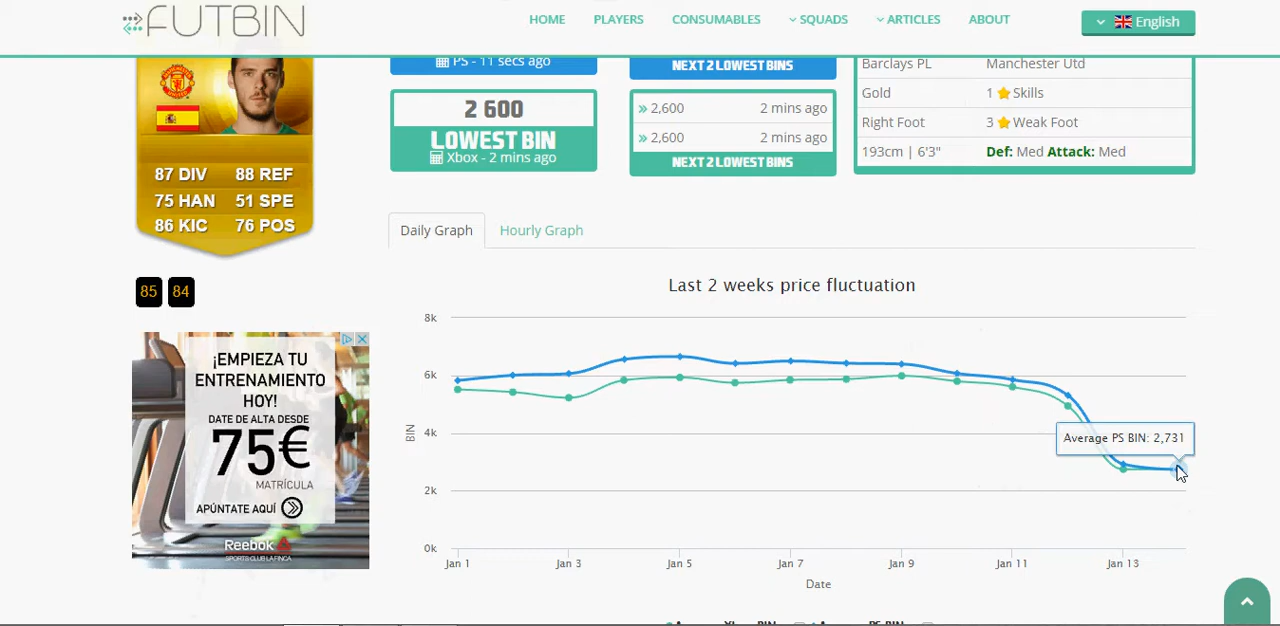 FUTBIN
HOME PLAYERS CONSUMABLES SQUADS ARTICLES ABOUT English
PS - 11 secs ago
NEXT 2 LOWEST BINS
Barclays PL Manchester Utd
Gold 1 Skills
Right Foot 3 Weak Foot
193cm | 6'3" Def: Med Attack: Med
2 600
LOWEST BIN
Xbox - 2 mins ago
» 2,600 2 mins ago
» 2,600 2 mins ago
NEXT 2 LOWEST BINS
87 DIV 88 REF
75 HAN 51 SPE
86 KIC 76 POS
85 84
Daily Graph Hourly Graph
Last 2 weeks price fluctuation
8k
6k
4k
2k
0k
BIN
Average PS BIN: 2,731
Jan 1 Jan 3 Jan 5 Jan 7 Jan 9 Jan 11 Jan 13
Date
¡EMPIEZA TU
ENTRENAMIENTO
HOY!
DATE DE ALTA DESDE
75€
MATRÍCULA
APÚNTATE AQUÍ
Reebok
SPORTS CLUB LA FINCA